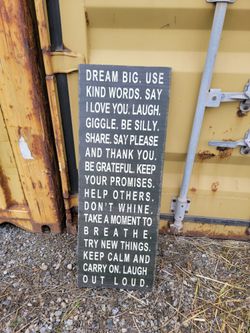 DREAM BIG. USE
KIND WORDS. SAY
I LOVE YOU. LAUGH.
GIGGLE. BE SILLY.
SHARE. SAY PLEASE
AND THANK YOU.
BE GRATEFUL. KEEP
YOUR PROMISES.
HELP OTHERS.
DON'T WHINE.
TAKE A MOMENT TO
BREATHE.
TRY NEW THINGS.
KEEP CALM AND
CARRY ON. LAUGH
OUT LOUD.